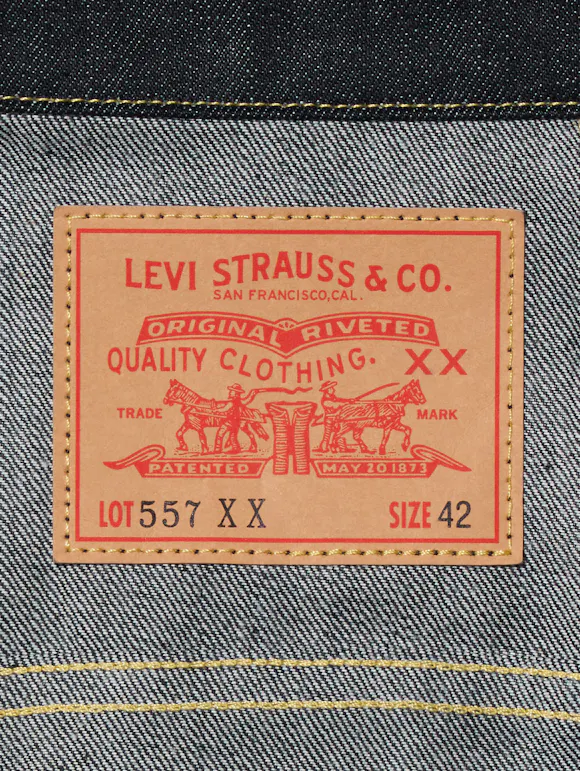 LEVI STRAUSS & CO.
SAN FRANCISCO, CAL.
ORIGINAL RIVETED
QUALITY CLOTHING. XX
TRADE MARK
PATENTED MAY 20 1873
LOT 557 XX SIZE 42